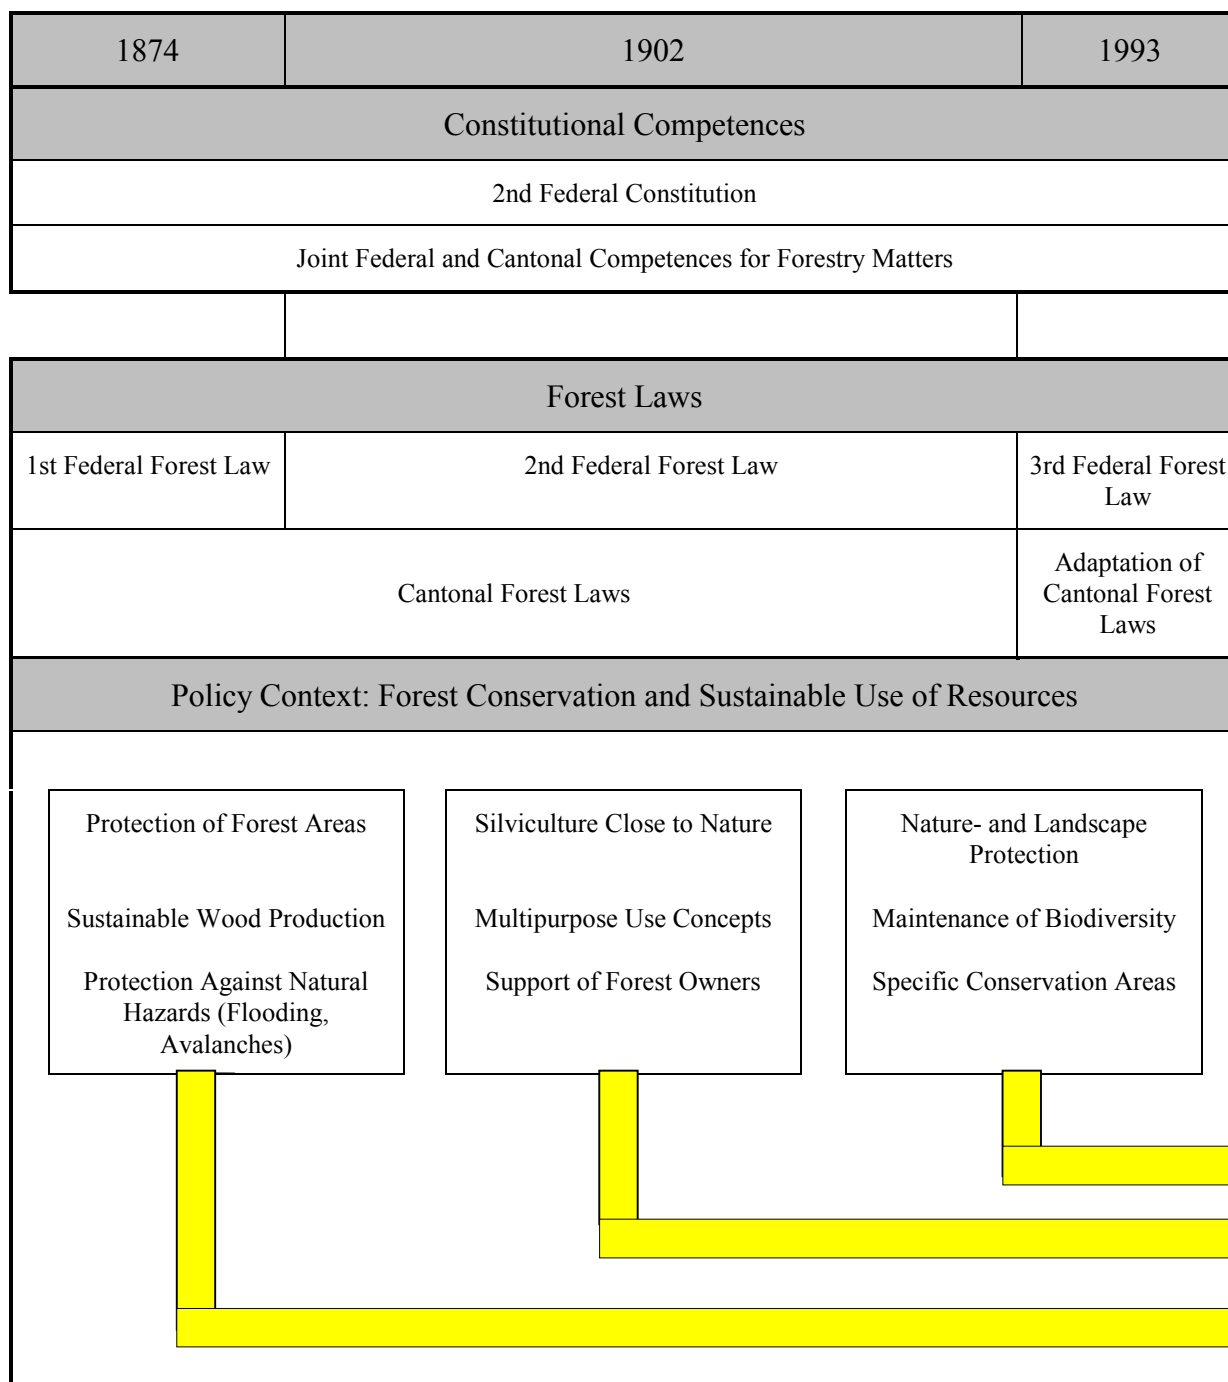 1874
1902
1993
Constitutional Competences
2nd Federal Constitution
Joint Federal and Cantonal Competences for Forestry Matters
Forest Laws
1st Federal Forest Law
2nd Federal Forest Law
3rd Federal Forest
Law
Cantonal Forest Laws
Adaptation of
Cantonal Forest
Laws
Policy Context: Forest Conservation and Sustainable Use of Resources
Protection of Forest Areas
Sustainable Wood Production
Protection Against Natural
Hazards (Flooding,
Avalanches)
Silviculture Close to Nature
Multipurpose Use Concepts
Support of Forest Owners
Nature- and Landscape
Protection
Maintenance of Biodiversity
Specific Conservation Areas